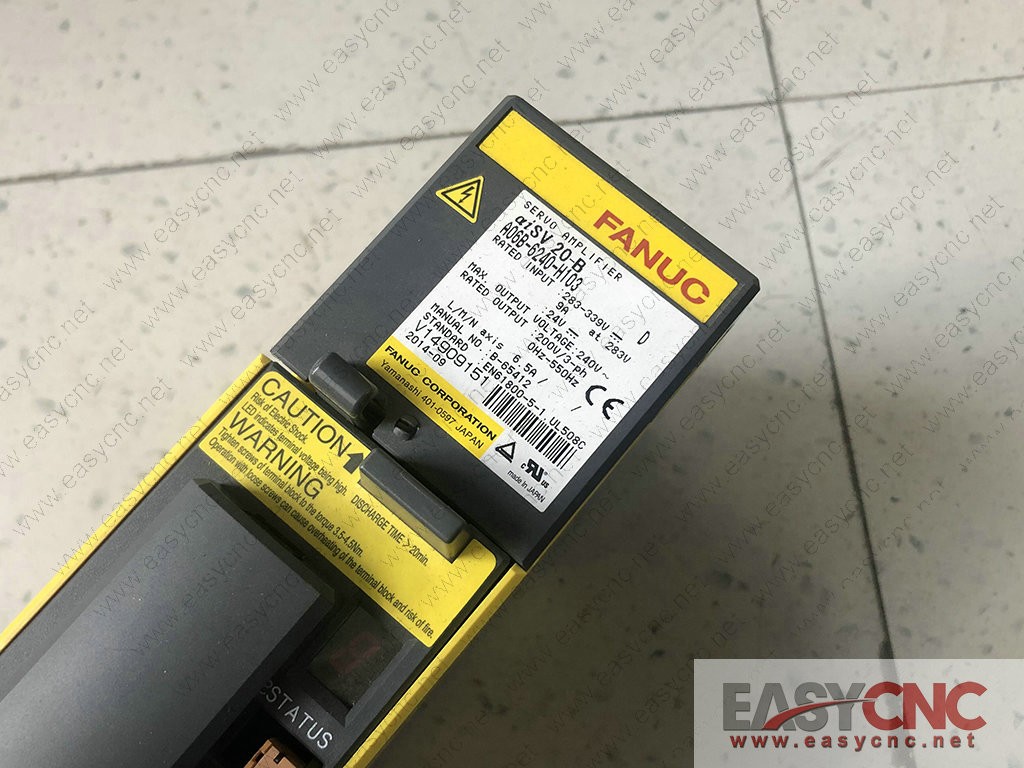 FANUC
SERVO AMPLIFIER
αiSV 20-B
A06B-6240-H103
RATED INPUT :283-339V D
9A
:24V at 283V
MAX. OUTPUT VOLTAGE:240V~
RATED OUTPUT :200V/3-ph
0Hz-550Hz
L/M/N axis 6.5A /
MANUAL NO. :B-65412 /
STANDARD :EN61800-5-1 UL508C
V14909151
2014-09
CE
FANUC CORPORATION
Yamanashi 401-0597 JAPAN
made in JAPAN
CAUTION
Risk of Electric Shock.
LED indicates terminal voltage being high. DISCHARGE TIME > 20min.
WARNING
Tighten screws of terminal block to the torque 3.5-4.5Nm.
Operation with loose screws can cause overheating of the terminal block and risk of fire.
STATUS
EASYCNC
www.easycnc.net